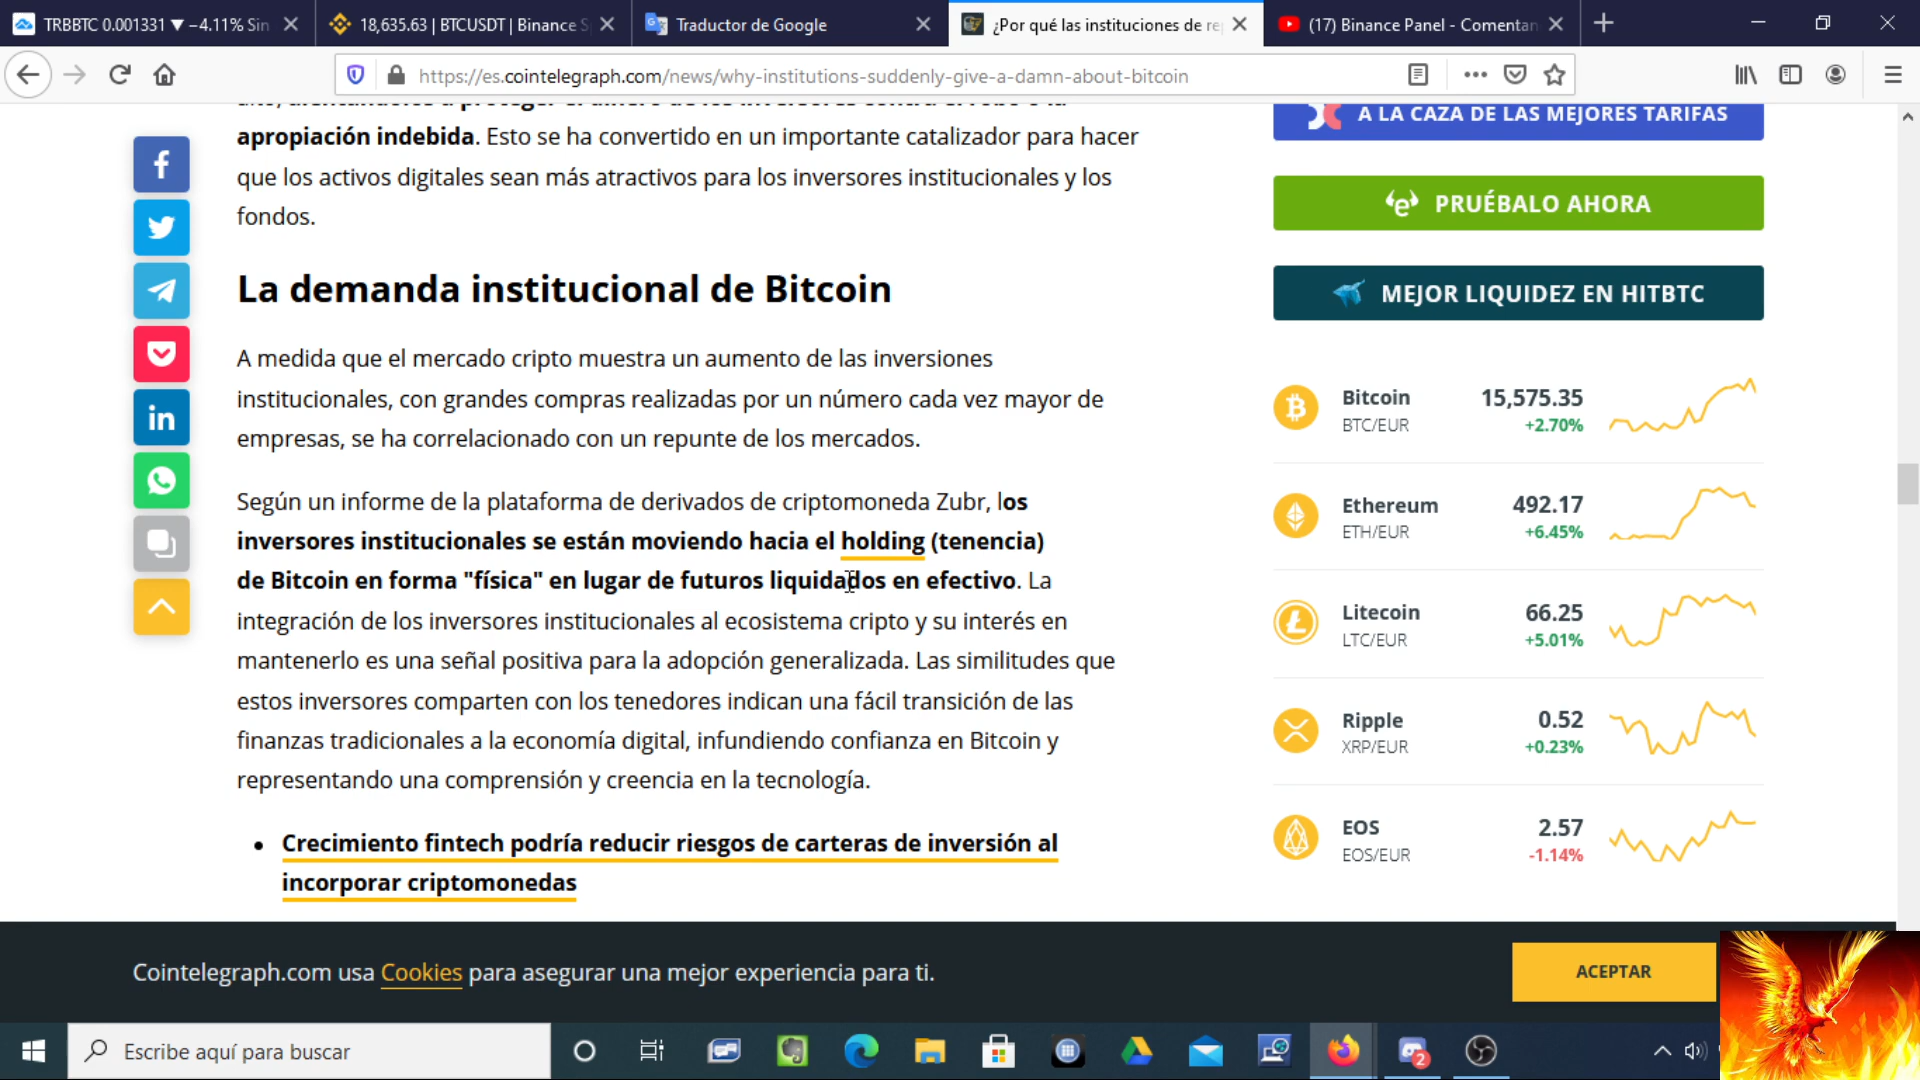 TRBBTC 0.001331 ▼ −4.11% Sin
18,635.63 | BTCUSDT | Binance S
Traductor de Google
¿Por qué las instituciones de re
(17) Binance Panel - Comentan
https://es.cointelegraph.com/news/why-institutions-suddenly-give-a-damn-about-bitcoin
apropiación indebida. Esto se ha convertido en un importante catalizador para hacer
que los activos digitales sean más atractivos para los inversores institucionales y los
fondos.
La demanda institucional de Bitcoin
A medida que el mercado cripto muestra un aumento de las inversiones
institucionales, con grandes compras realizadas por un número cada vez mayor de
empresas, se ha correlacionado con un repunte de los mercados.
Según un informe de la plataforma de derivados de criptomoneda Zubr, los
inversores institucionales se están moviendo hacia el holding (tenencia)
de Bitcoin en forma "física" en lugar de futuros liquidados en efectivo. La
integración de los inversores institucionales al ecosistema cripto y su interés en
mantenerlo es una señal positiva para la adopción generalizada. Las similitudes que
estos inversores comparten con los tenedores indican una fácil transición de las
finanzas tradicionales a la economía digital, infundiendo confianza en Bitcoin y
representando una comprensión y creencia en la tecnología.
• Crecimiento fintech podría reducir riesgos de carteras de inversión al
incorporar criptomonedas
A LA CAZA DE LAS MEJORES TARIFAS
PRUÉBALO AHORA
MEJOR LIQUIDEZ EN HITBTC
Bitcoin 15,575.35
BTC/EUR +2.70%
Ethereum 492.17
ETH/EUR +6.45%
Litecoin 66.25
LTC/EUR +5.01%
Ripple 0.52
XRP/EUR +0.23%
EOS 2.57
EOS/EUR -1.14%
Cointelegraph.com usa Cookies para asegurar una mejor experiencia para ti.
ACEPTAR
Escribe aquí para buscar
2